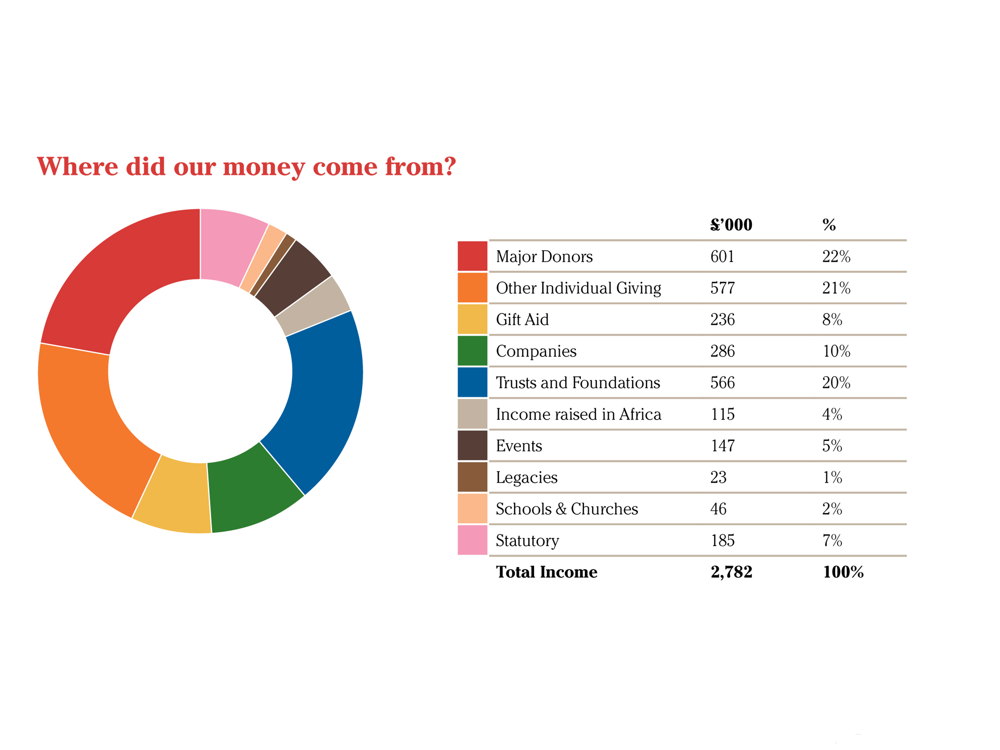 Where did our money come from?
£’000 %
Major Donors 601 22%
Other Individual Giving 577 21%
Gift Aid 236 8%
Companies 286 10%
Trusts and Foundations 566 20%
Income raised in Africa 115 4%
Events 147 5%
Legacies 23 1%
Schools & Churches 46 2%
Statutory 185 7%
Total Income 2,782 100%